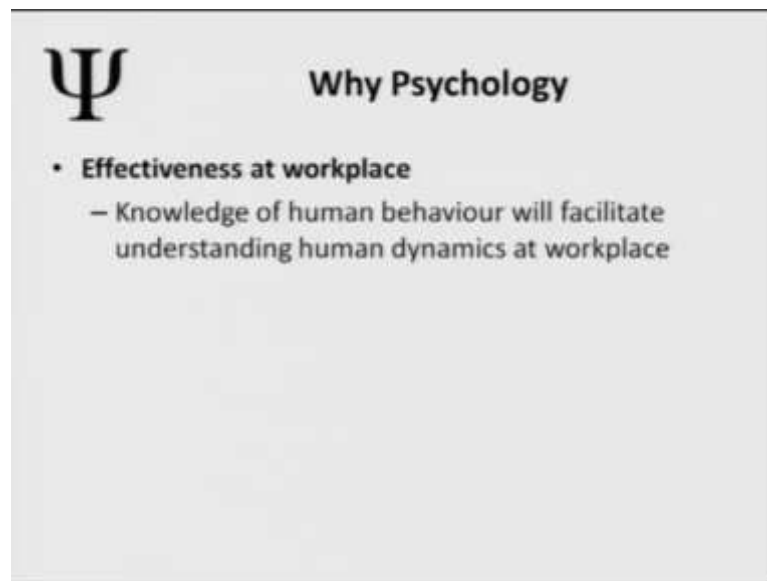 Ψ
Why Psychology
• Effectiveness at workplace
– Knowledge of human behaviour will facilitate
understanding human dynamics at workplace